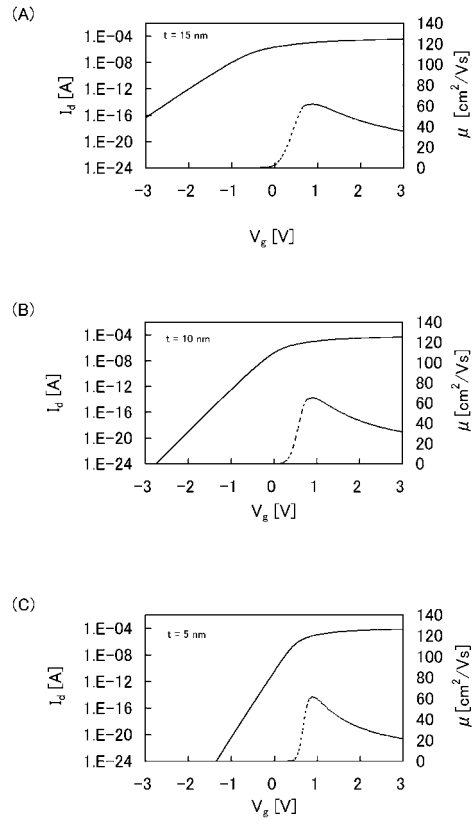 (A)
t = 15 nm
I_d [A]
1.E-04
1.E-08
1.E-12
1.E-16
1.E-20
1.E-24
140
120
100
80
60
40
20
0
μ [cm²/Vs]
-3 -2 -1 0 1 2 3
V_g [V]
(B)
t = 10 nm
I_d [A]
1.E-04
1.E-08
1.E-12
1.E-16
1.E-20
1.E-24
140
120
100
80
60
40
20
0
μ [cm²/Vs]
-3 -2 -1 0 1 2 3
V_g [V]
(C)
t = 5 nm
I_d [A]
1.E-04
1.E-08
1.E-12
1.E-16
1.E-20
1.E-24
140
120
100
80
60
40
20
0
μ [cm²/Vs]
-3 -2 -1 0 1 2 3
V_g [V]